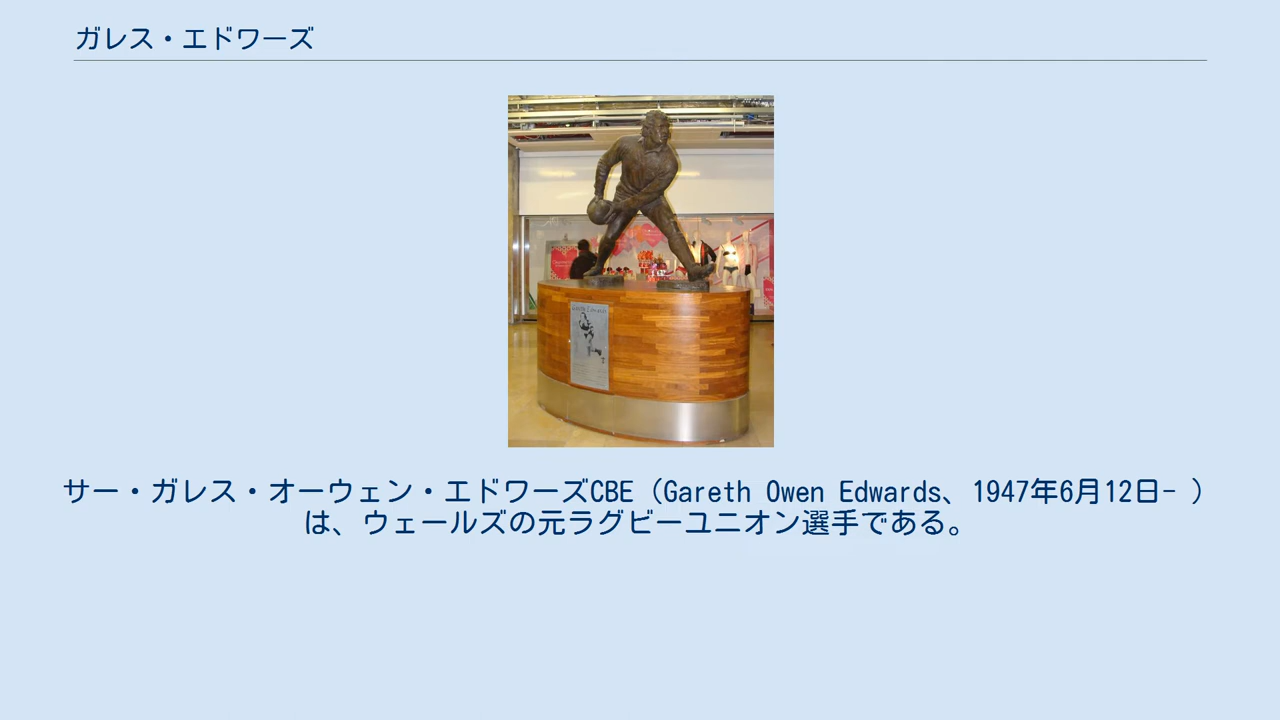 ガレス・エドワーズ
サー・ガレス・オーウェン・エドワーズCBE（Gareth Owen Edwards、1947年6月12日- ）
は、ウェールズの元ラグビーユニオン選手である。